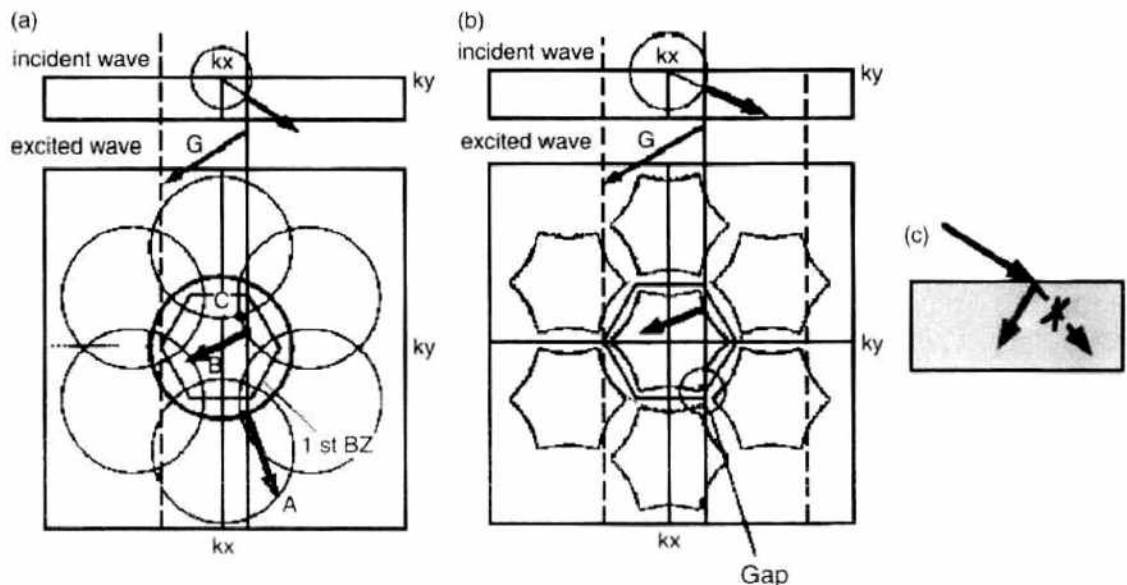 (a)
incident wave
kx
ky
excited wave
G
C
B
ky
1 st BZ
A
kx
(b)
incident wave
kx
ky
excited wave
G
ky
kx
Gap
(c)